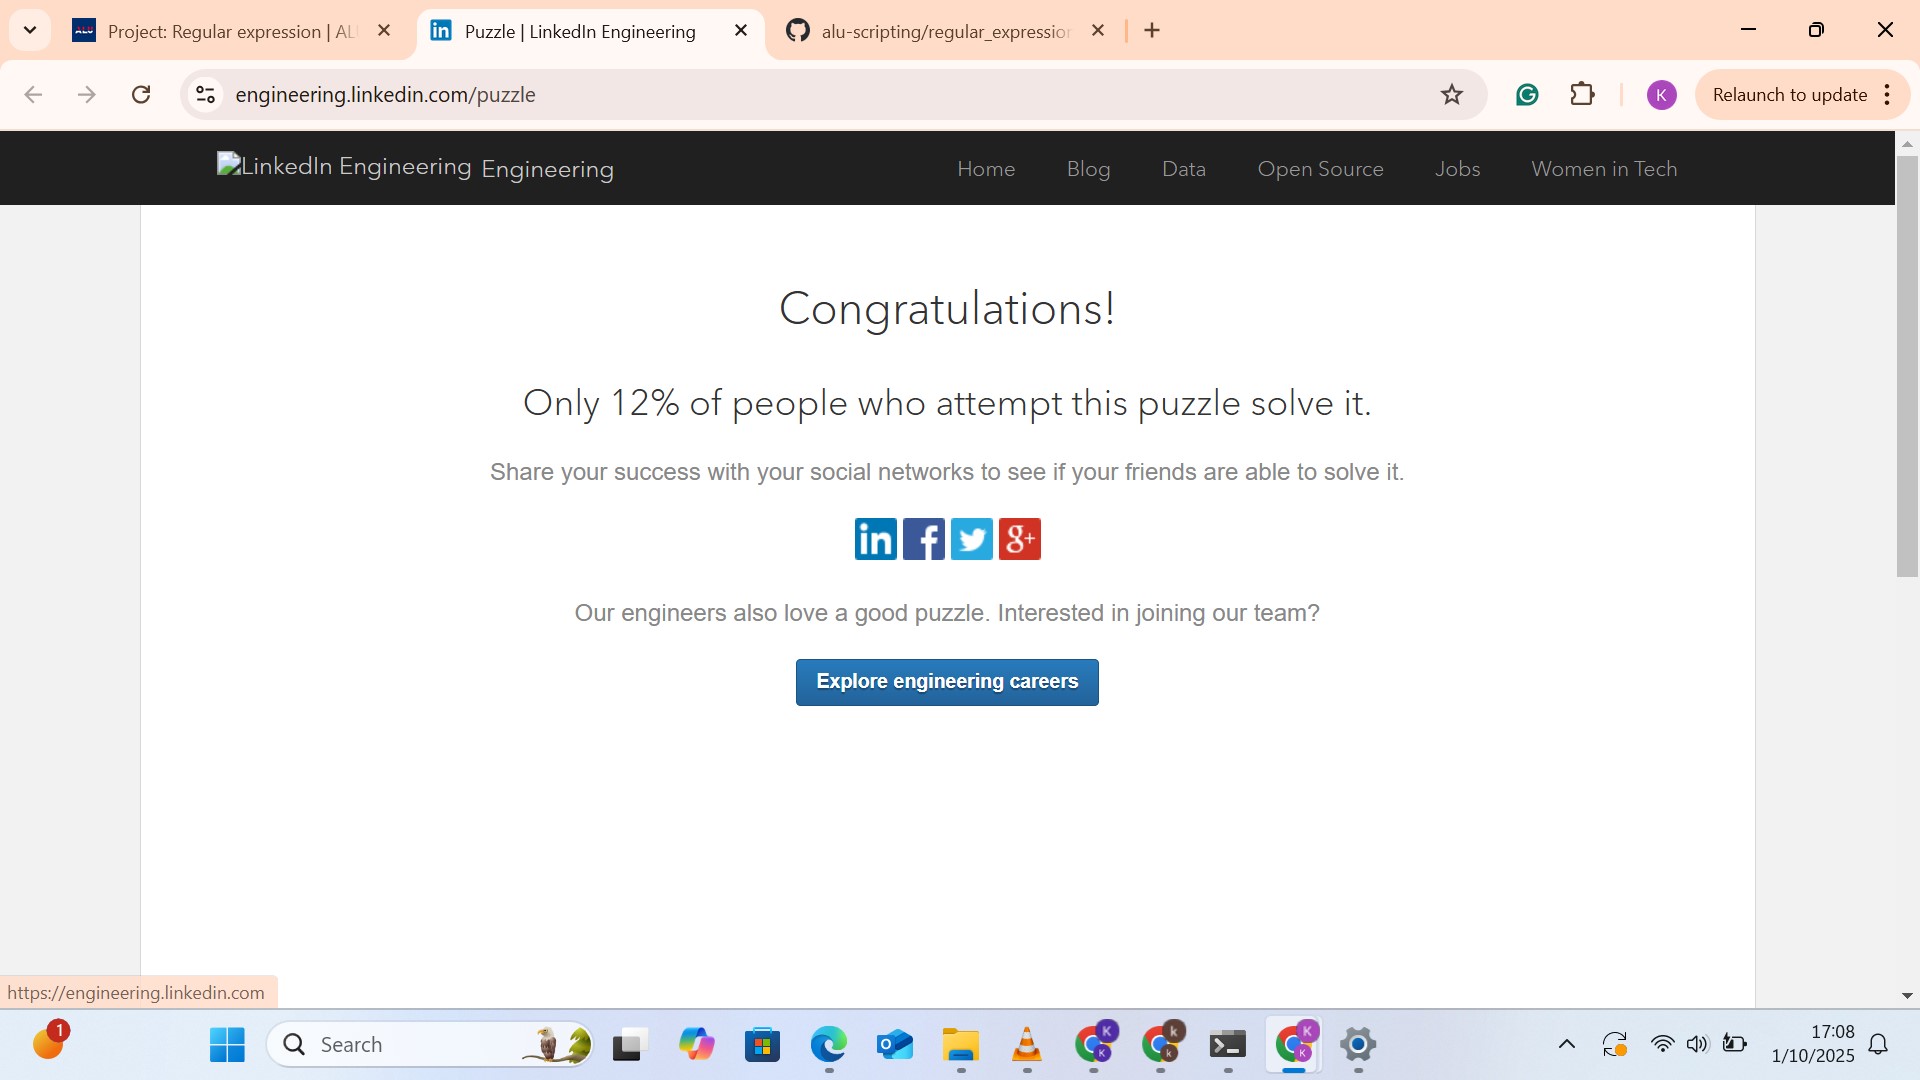 Project: Regular expression | AL
Puzzle | LinkedIn Engineering
alu-scripting/regular_expression
engineering.linkedin.com/puzzle
K
Relaunch to update
LinkedIn Engineering Engineering
Home
Blog
Data
Open Source
Jobs
Women in Tech
Congratulations!
Only 12% of people who attempt this puzzle solve it.
Share your success with your social networks to see if your friends are able to solve it.
in f g+
Our engineers also love a good puzzle. Interested in joining our team?
Explore engineering careers
https://engineering.linkedin.com
1
Search
K
K
k
k
K
K
17:08
1/10/2025